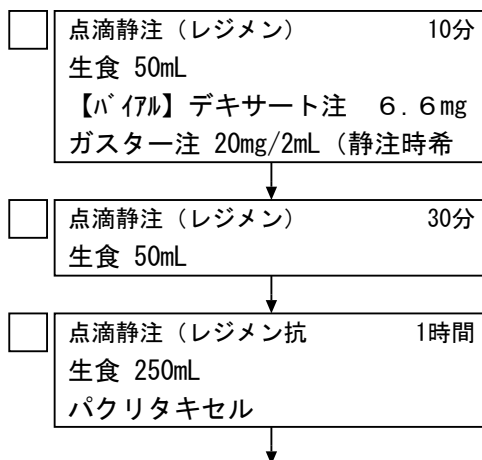 点滴静注（レジメン） 10分
生食 50mL
【ﾊﾞｲｱﾙ】デキサート注　６．６mg
ガスター注 20mg/2mL（静注時希
点滴静注（レジメン） 30分
生食 50mL
点滴静注（レジメン抗 1時間
生食 250mL
パクリタキセル